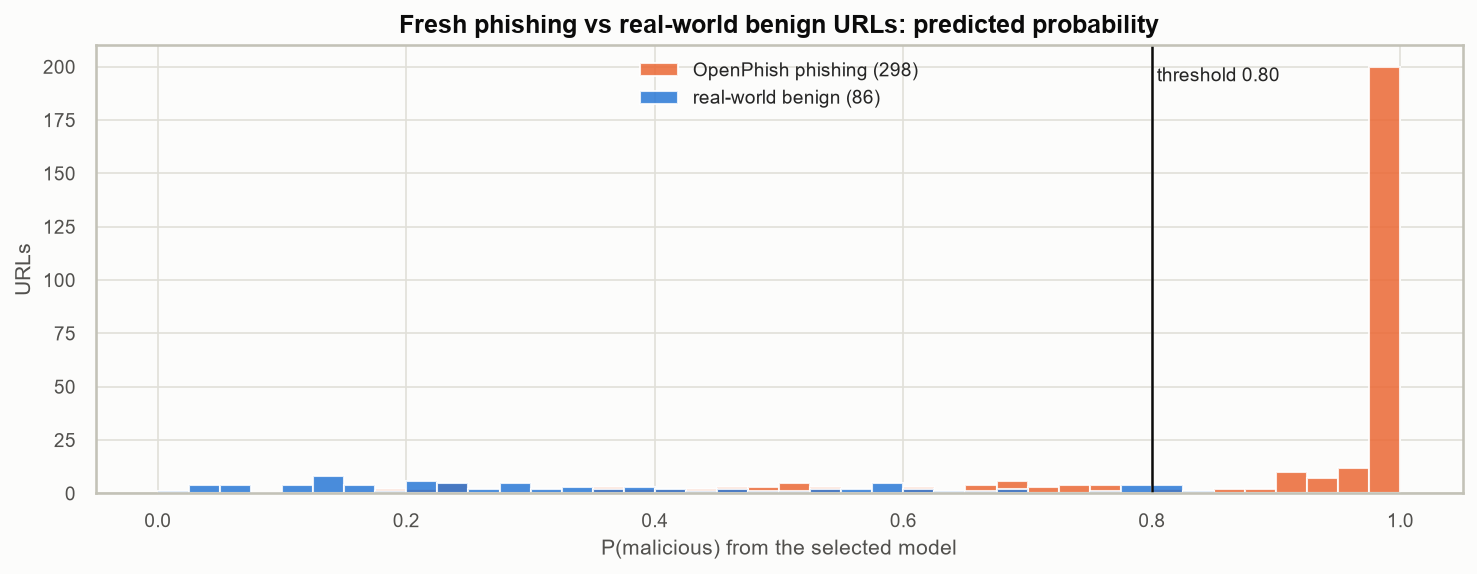 Fresh phishing vs real-world benign URLs: predicted probability
OpenPhish phishing (298)
real-world benign (86)
threshold 0.80
URLs
200
175
150
125
100
75
50
25
0
0.0 0.2 0.4 0.6 0.8 1.0
P(malicious) from the selected model